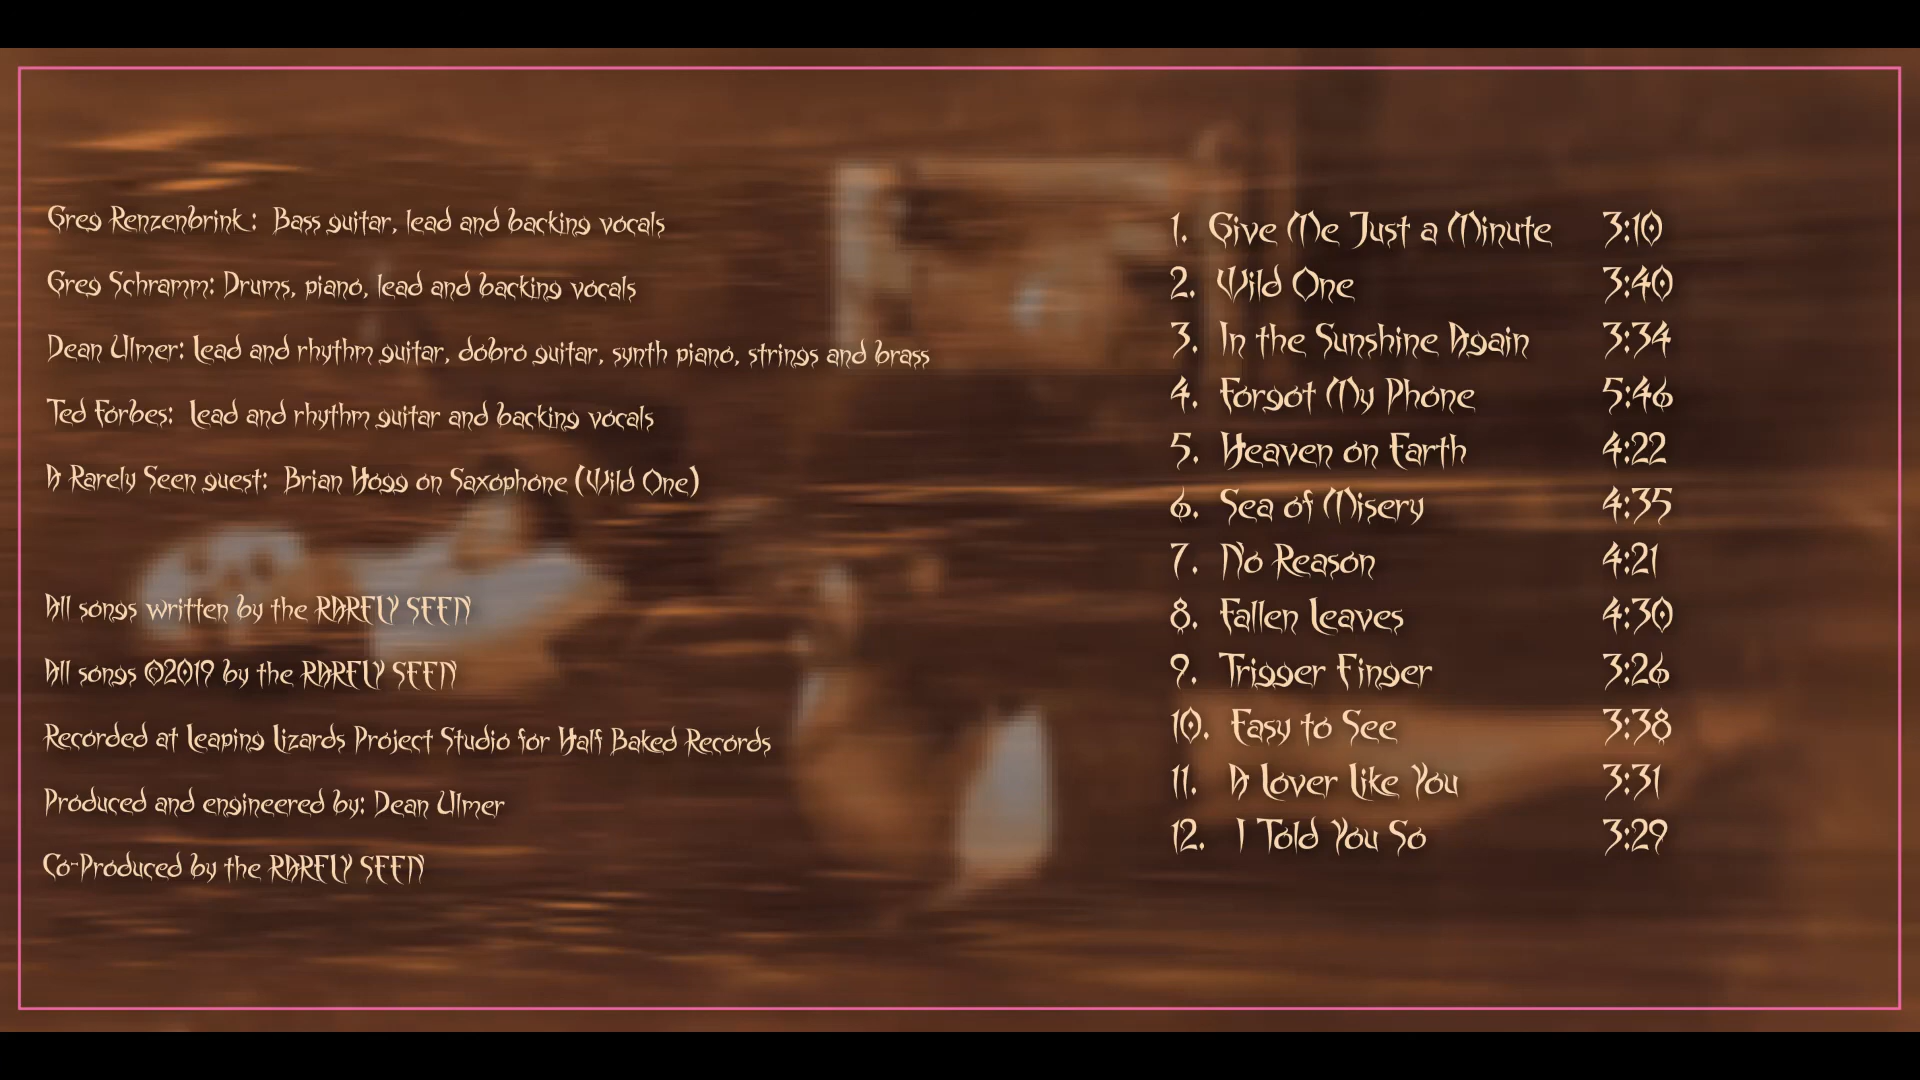 Greg Renzenbrink: Bass guitar, lead and backing vocals
Greg Schramm: Drums, piano, lead and backing vocals
Dean Ulmer: Lead and rhythm guitar, dobro guitar, synth piano, strings and brass
Ted Forbes: Lead and rhythm guitar and backing vocals
A Rarely Seen guest: Brian Hogg on Saxophone (Wild One)
All songs written by the RARELY SEEN
All songs ©2019 by the RARELY SEEN
Recorded at Leaping Lizards Project Studio for Half Baked Records
Produced and engineered by: Dean Ulmer
Co-Produced by the RARELY SEEN
1. Give Me Just a Minute 3:10
2. Wild One 3:40
3. In the Sunshine Again 3:34
4. Forgot My Phone 5:46
5. Heaven on Earth 4:22
6. Sea of Misery 4:35
7. No Reason 4:21
8. Fallen Leaves 4:30
9. Trigger Finger 3:26
10. Easy to See 3:38
11. A Lover Like You 3:31
12. I Told You So 3:29